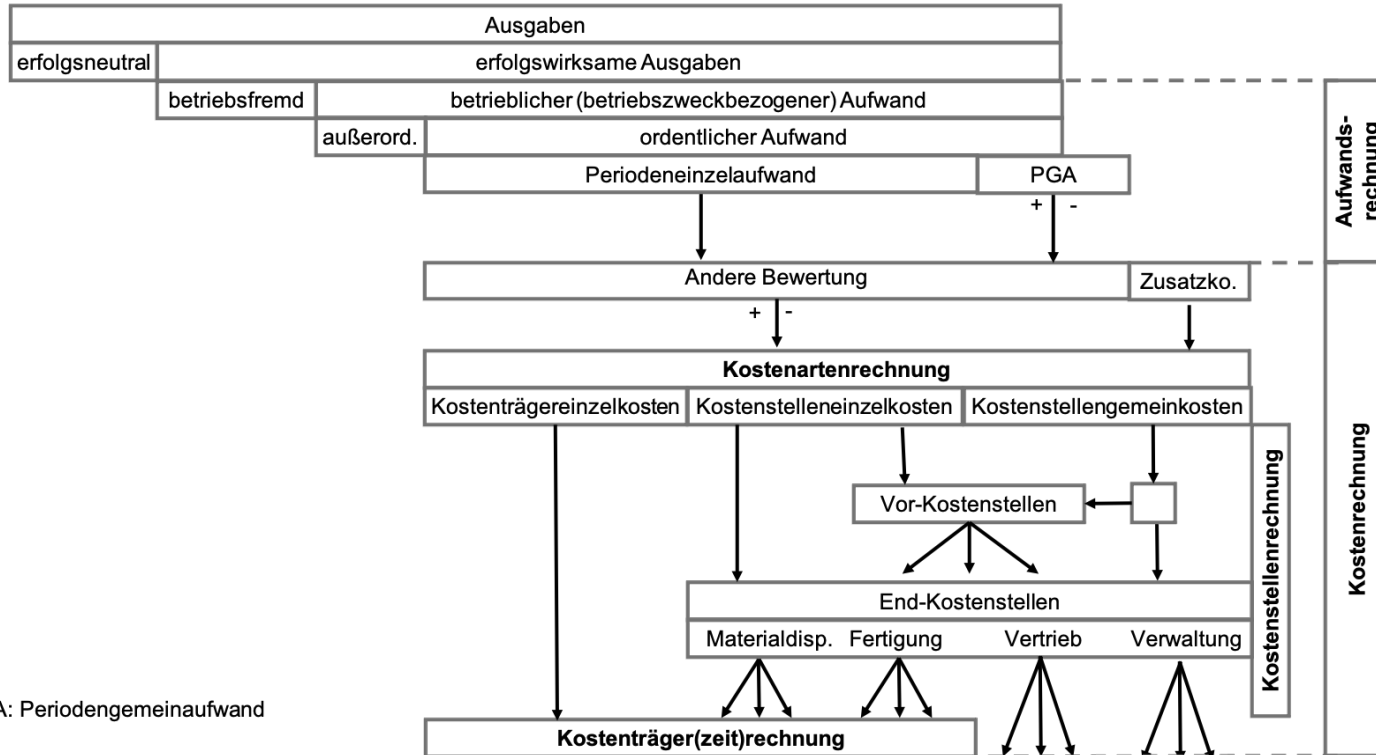 Ausgaben
erfolgsneutral
erfolgswirksame Ausgaben
betriebsfremd
betrieblicher (betriebszweckbezogener) Aufwand
außerord.
ordentlicher Aufwand
Periodeneinzelaufwand
PGA
+ -
Aufwands-
rechnung
Andere Bewertung
Zusatzko.
+ -
Kostenartenrechnung
Kostenträgereinzelkosten
Kostenstelleneinzelkosten
Kostenstellengemeinkosten
Vor-Kostenstellen
End-Kostenstellen
Materialdisp. Fertigung Vertrieb Verwaltung
Kostenstellenrechnung
Kostenrechnung
A: Periodengemeinaufwand
Kostenträger(zeit)rechnung